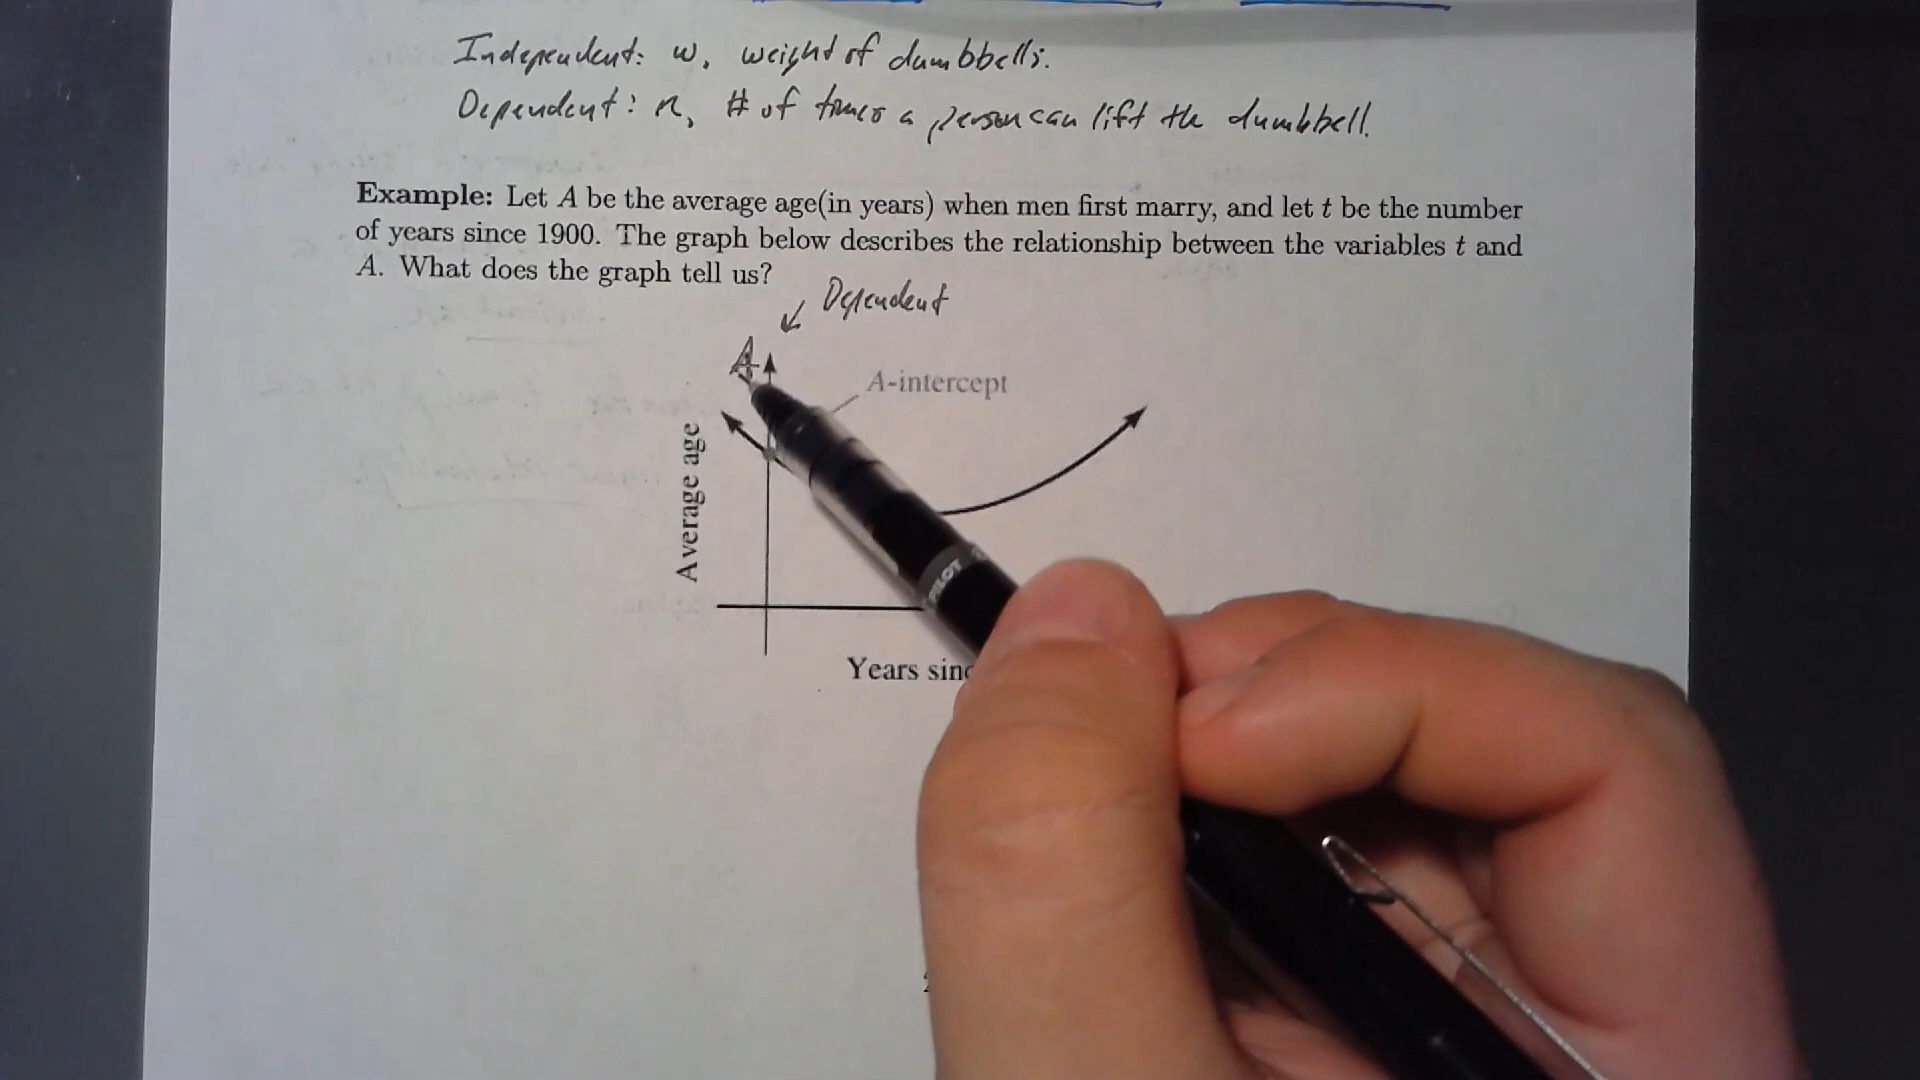 Independent: w, weight of dumbbells.
Dependent: n, # of times a person can lift the dumbbell.
Example: Let A be the average age(in years) when men first marry, and let t be the number
of years since 1900. The graph below describes the relationship between the variables t and
A. What does the graph tell us?
Dependent
A
A-intercept
Average age
Years sinc
PILOT